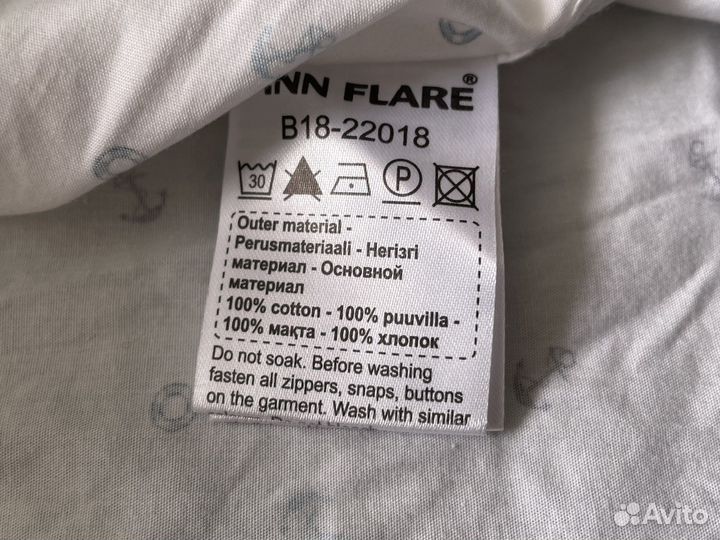 INN FLARE®
B18-22018
30 P
Outer material -
Perusmateriaali - Негізгі
материал - Основной
материал
100% cotton - 100% puuvilla -
100% мақта - 100% хлопок
Do not soak. Before washing
fasten all zippers, snaps, buttons
on the garment. Wash with similar
Avito